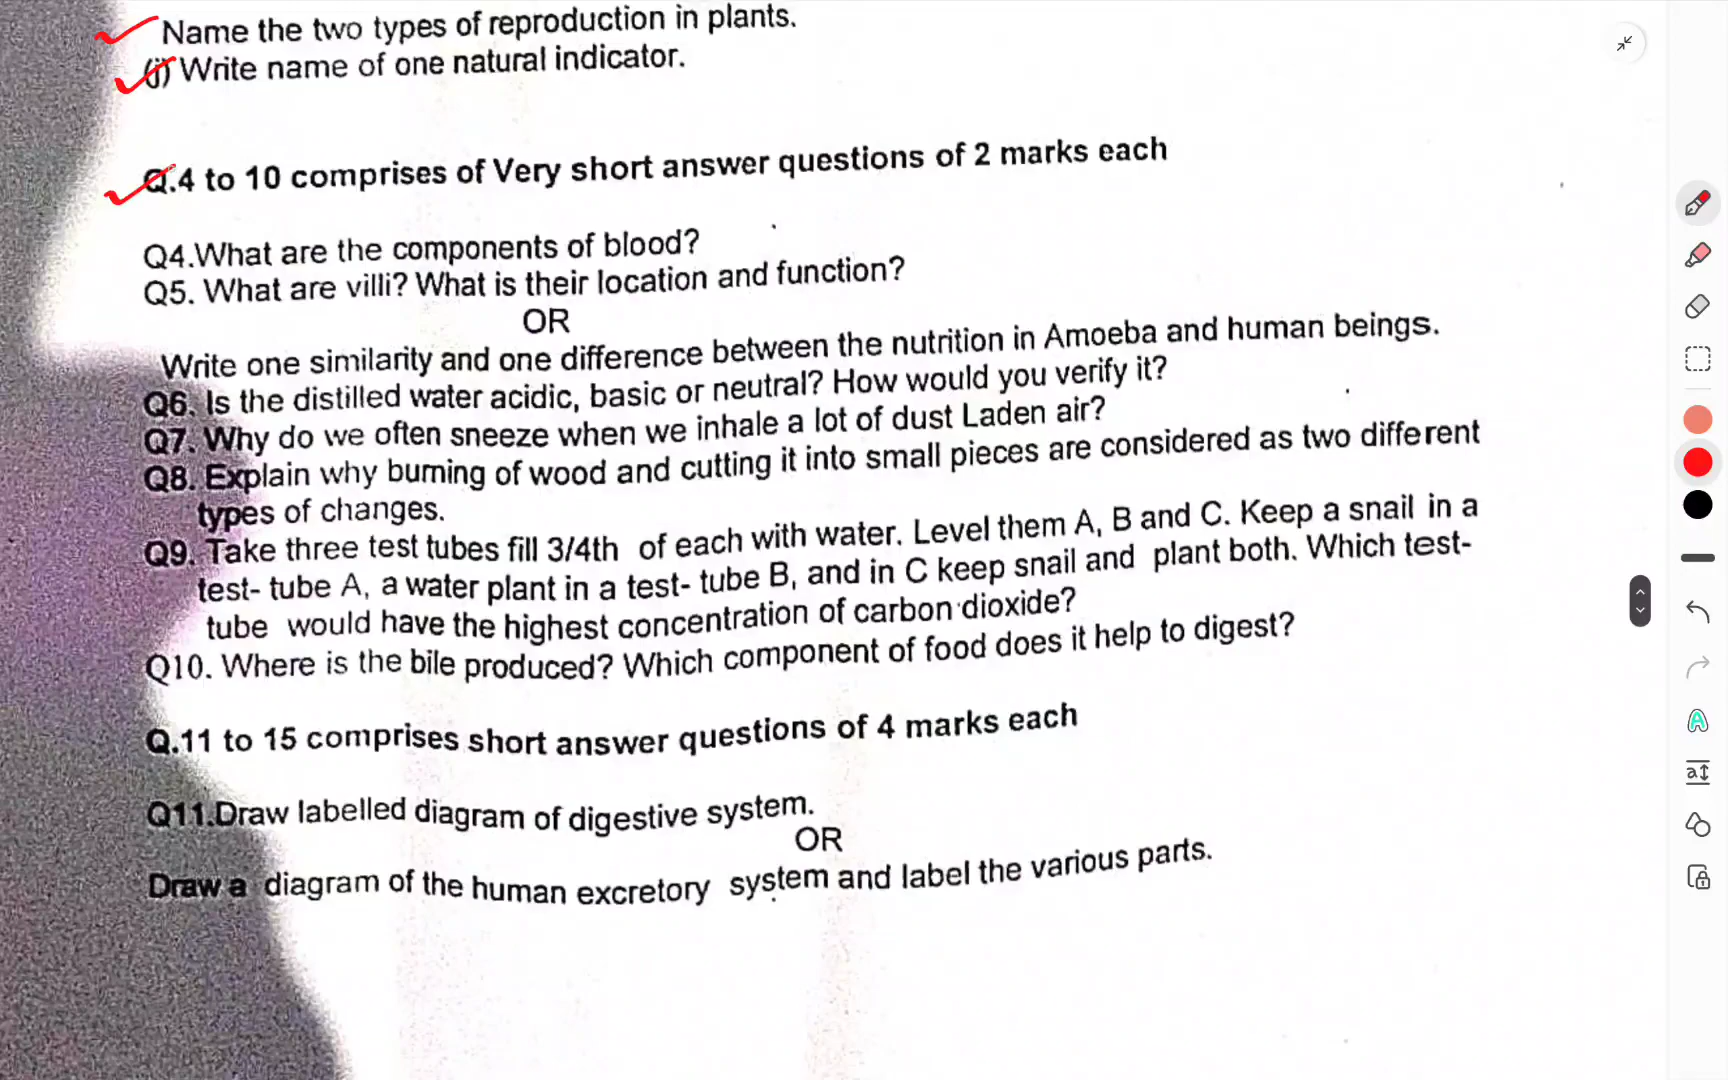 Name the two types of reproduction in plants.
(j) Write name of one natural indicator.
Q.4 to 10 comprises of Very short answer questions of 2 marks each
Q4.What are the components of blood?
Q5. What are villi? What is their location and function?
OR
Write one similarity and one difference between the nutrition in Amoeba and human beings.
Q6. Is the distilled water acidic, basic or neutral? How would you verify it?
Q7. Why do we often sneeze when we inhale a lot of dust Laden air?
Q8. Explain why burning of wood and cutting it into small pieces are considered as two different
types of changes.
Q9. Take three test tubes fill 3/4th of each with water. Level them A, B and C. Keep a snail in a
test- tube A, a water plant in a test- tube B, and in C keep snail and plant both. Which test-
tube would have the highest concentration of carbon dioxide?
Q10. Where is the bile produced? Which component of food does it help to digest?
Q.11 to 15 comprises short answer questions of 4 marks each
Q11.Draw labelled diagram of digestive system.
OR
Draw a diagram of the human excretory system and label the various parts.